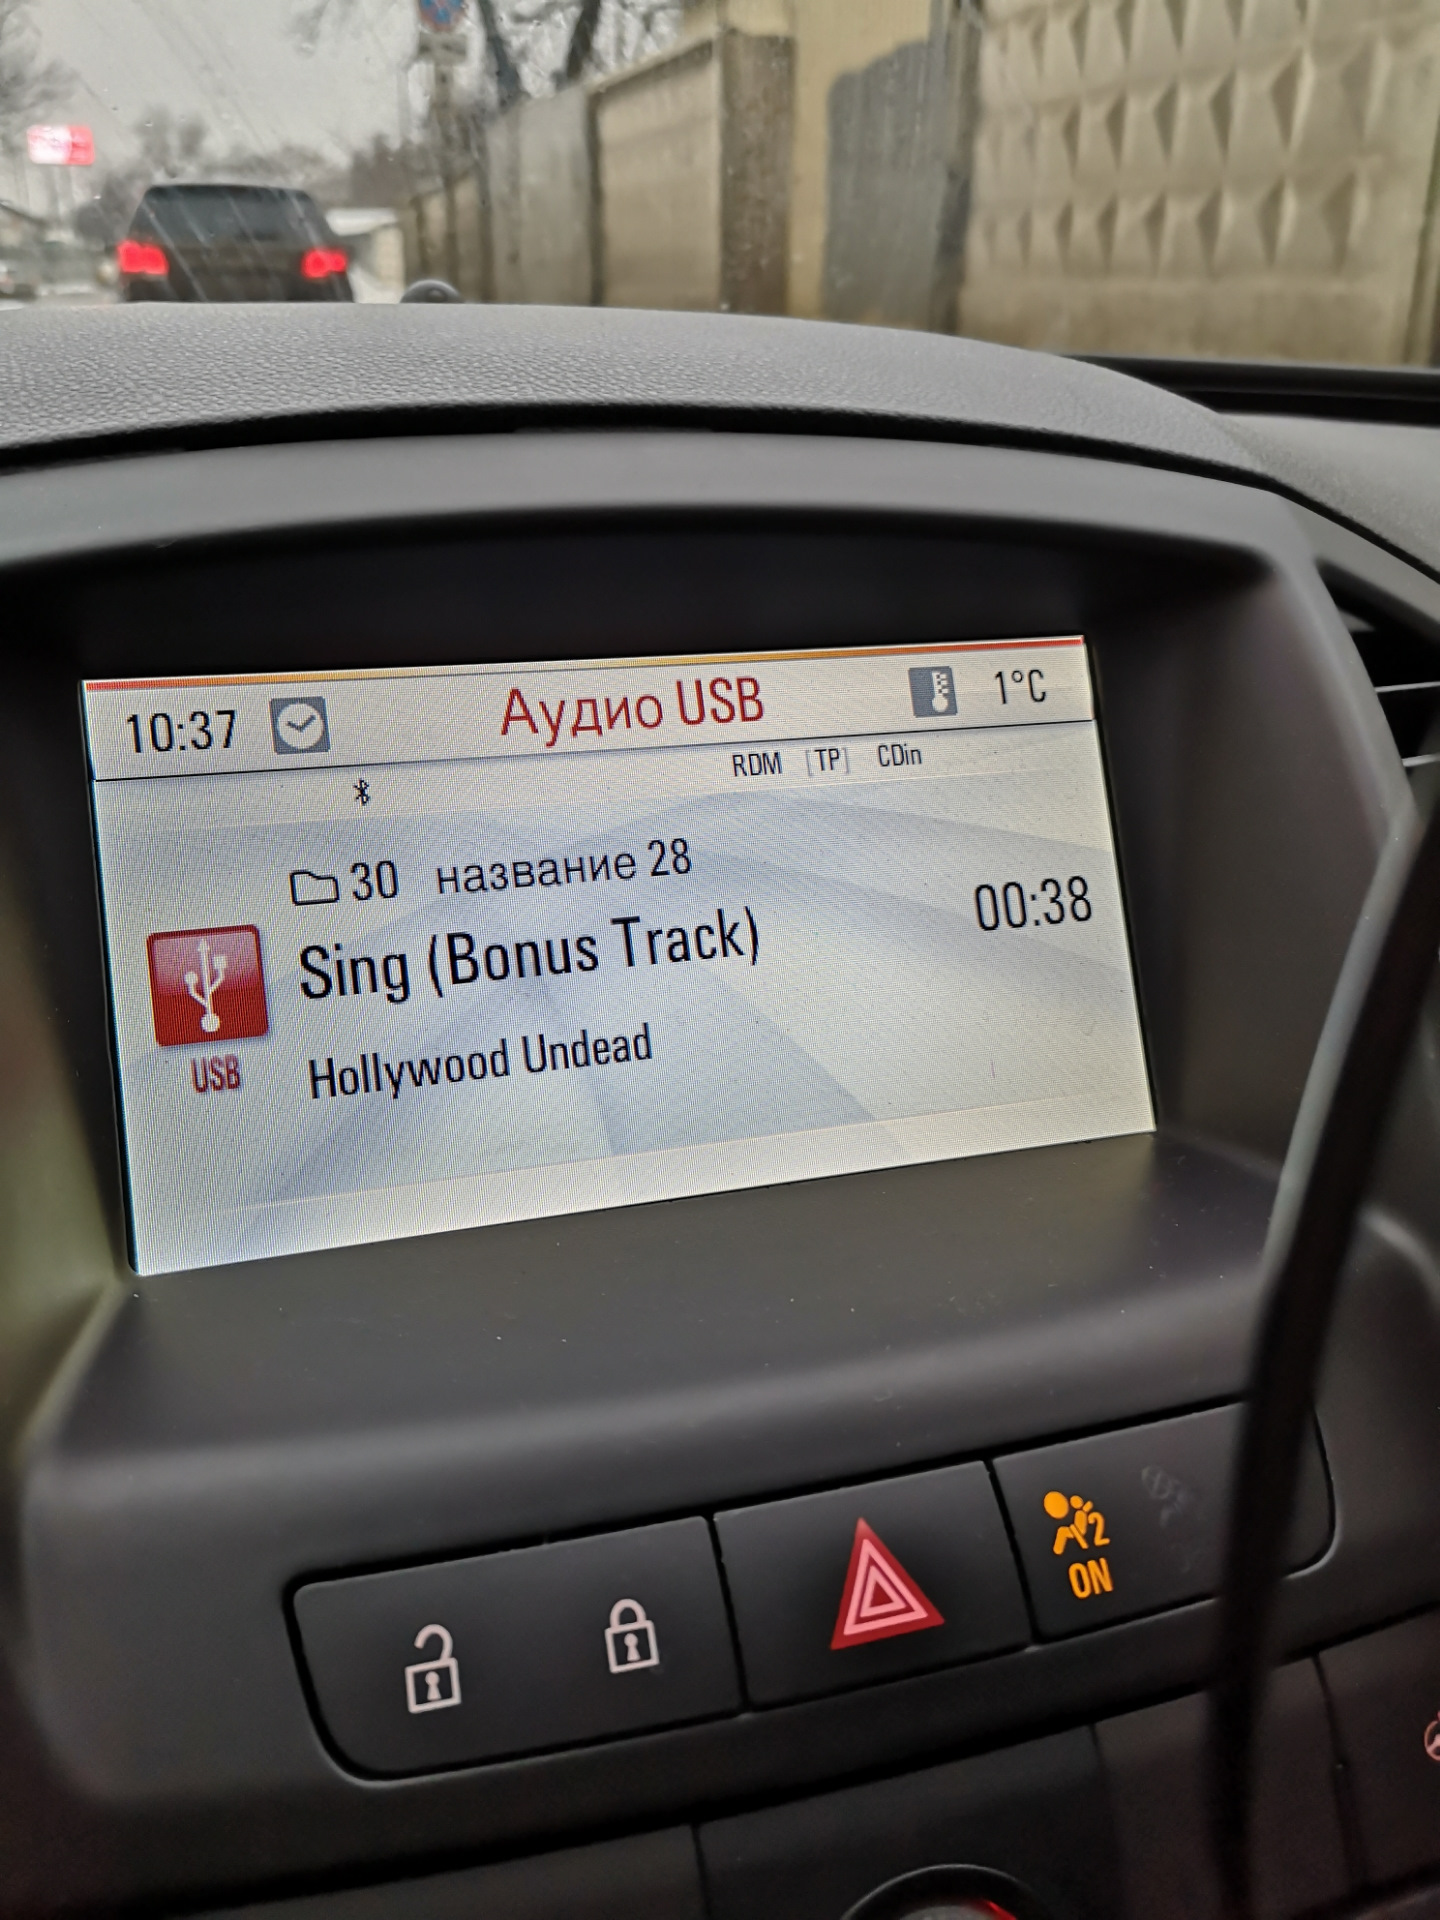 10:37 Аудио USB 1°C
RDM [TP] CDin
30 название 28
Sing (Bonus Track) 00:38
USB
Hollywood Undead
2
ON